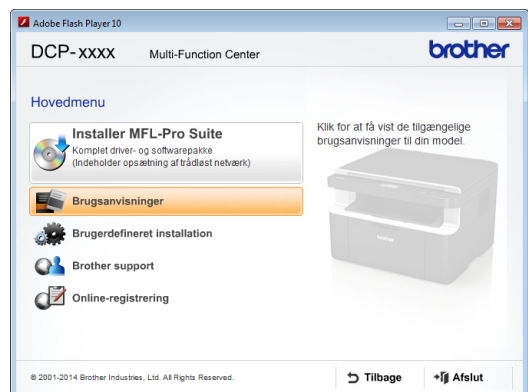 Adobe Flash Player 10
DCP-xxxx Multi-Function Center brother
Hovedmenu
Installer MFL-Pro Suite
Komplet driver- og softwarepakke
(Indeholder opsætning af trådløst netværk)
Klik for at få vist de tilgængelige
brugsanvisninger til din model.
Brugsanvisninger
Brugerdefineret installation
Brother support
Online-registrering
© 2001-2014 Brother Industries, Ltd. All Rights Reserved.
Tilbage
Afslut